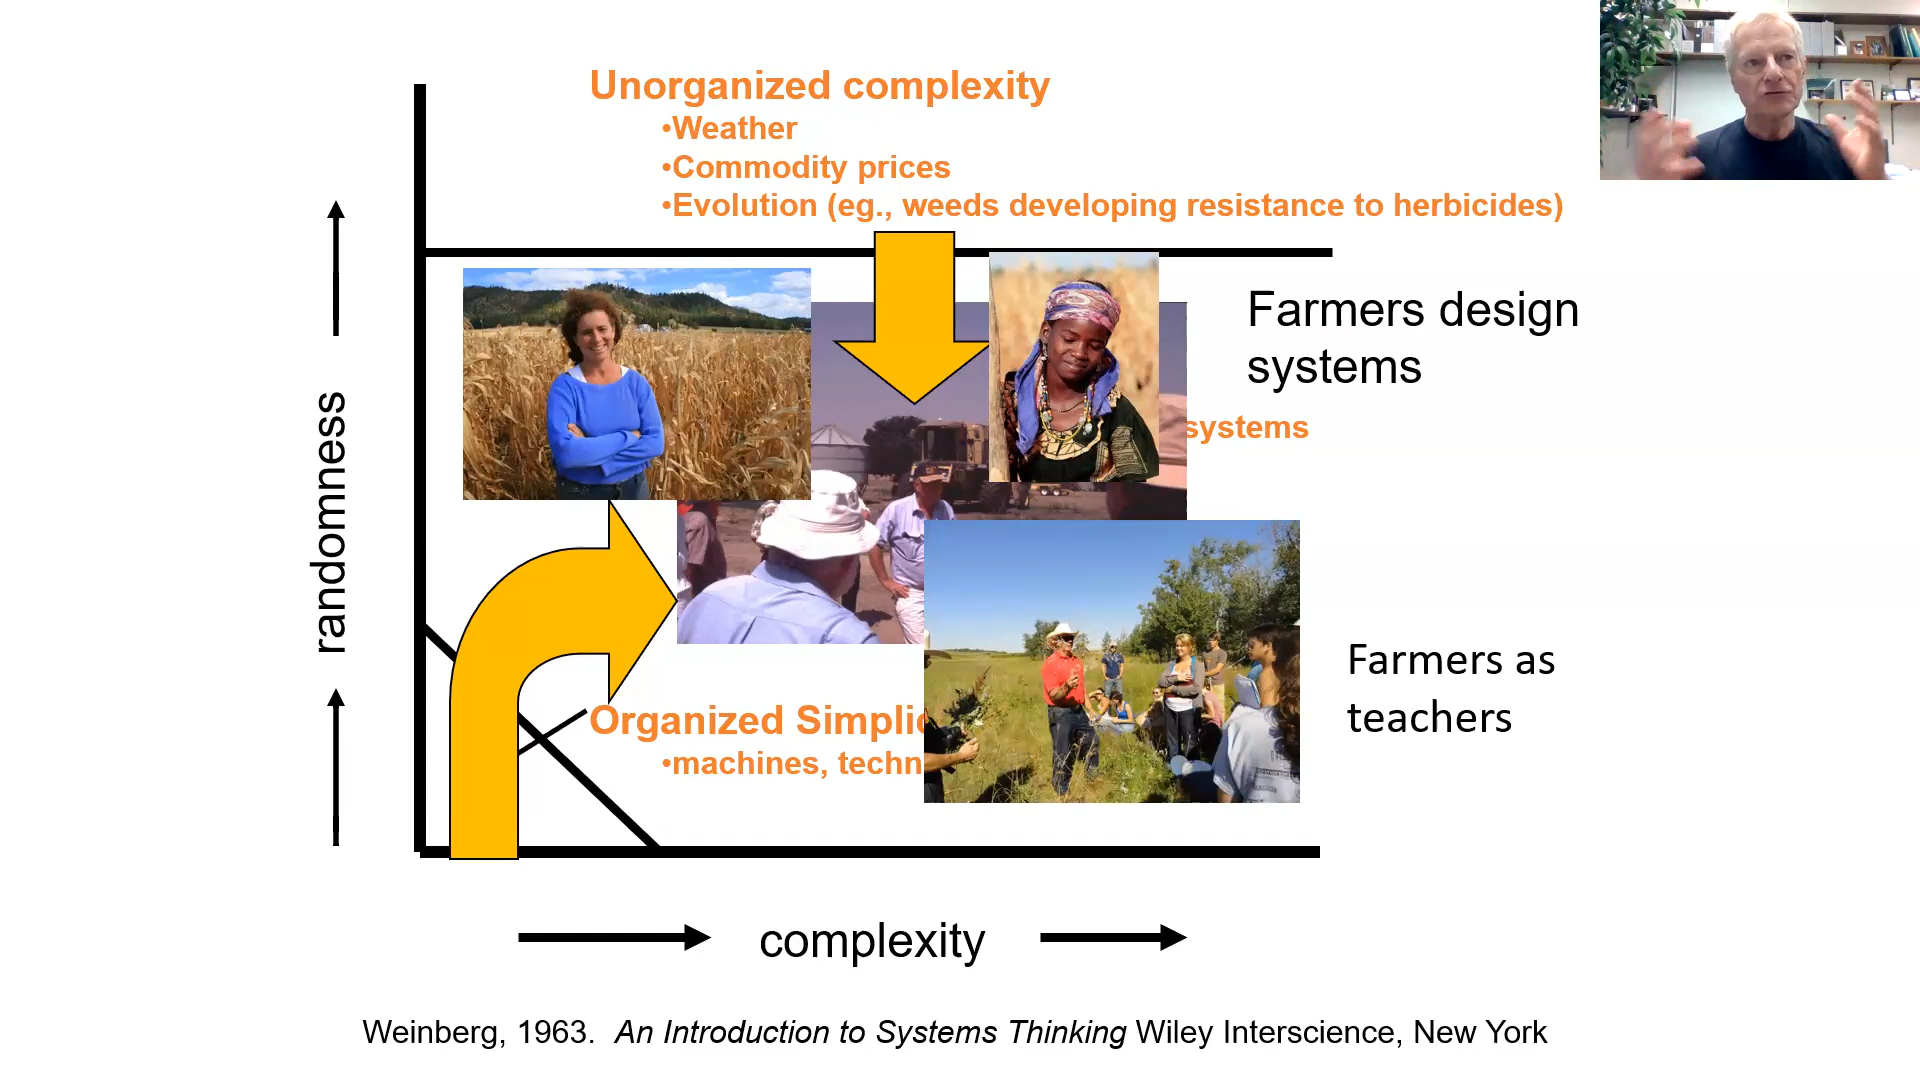 Unorganized complexity
•Weather
•Commodity prices
•Evolution (eg., weeds developing resistance to herbicides)
Farmers design
systems
systems
randomness
Farmers as
teachers
Organized Simplic
•machines, techn
complexity
Weinberg, 1963. An Introduction to Systems Thinking Wiley Interscience, New York